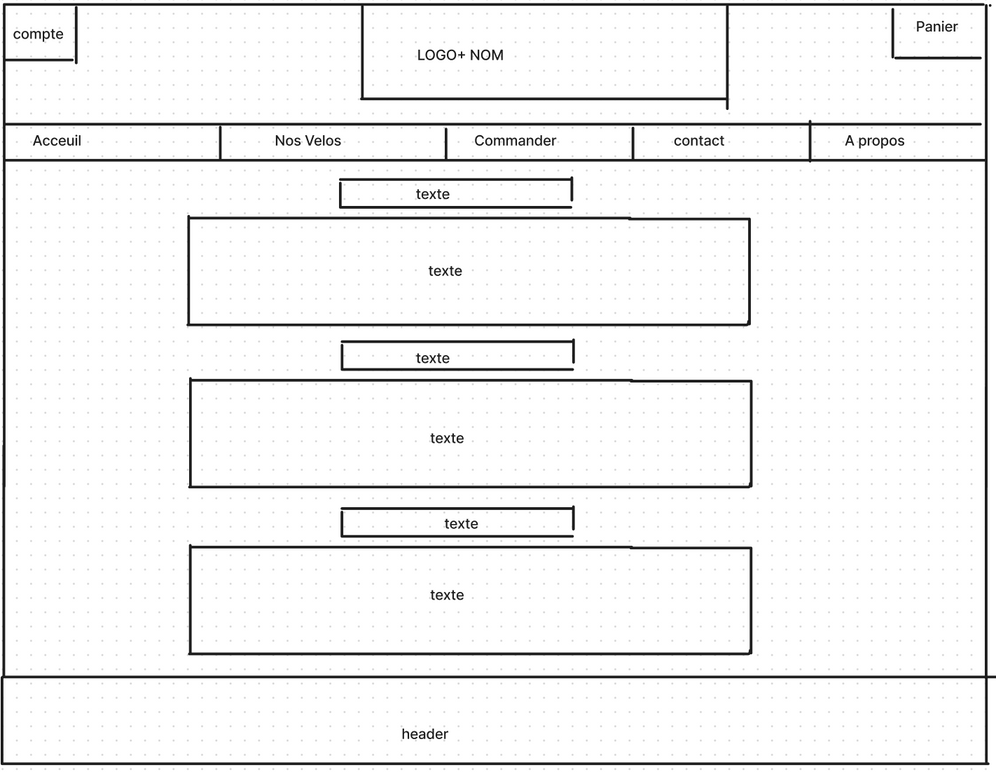 compte
LOGO+ NOM
Panier
Acceuil
Nos Velos
Commander
contact
A propos
texte
texte
texte
texte
texte
texte
header